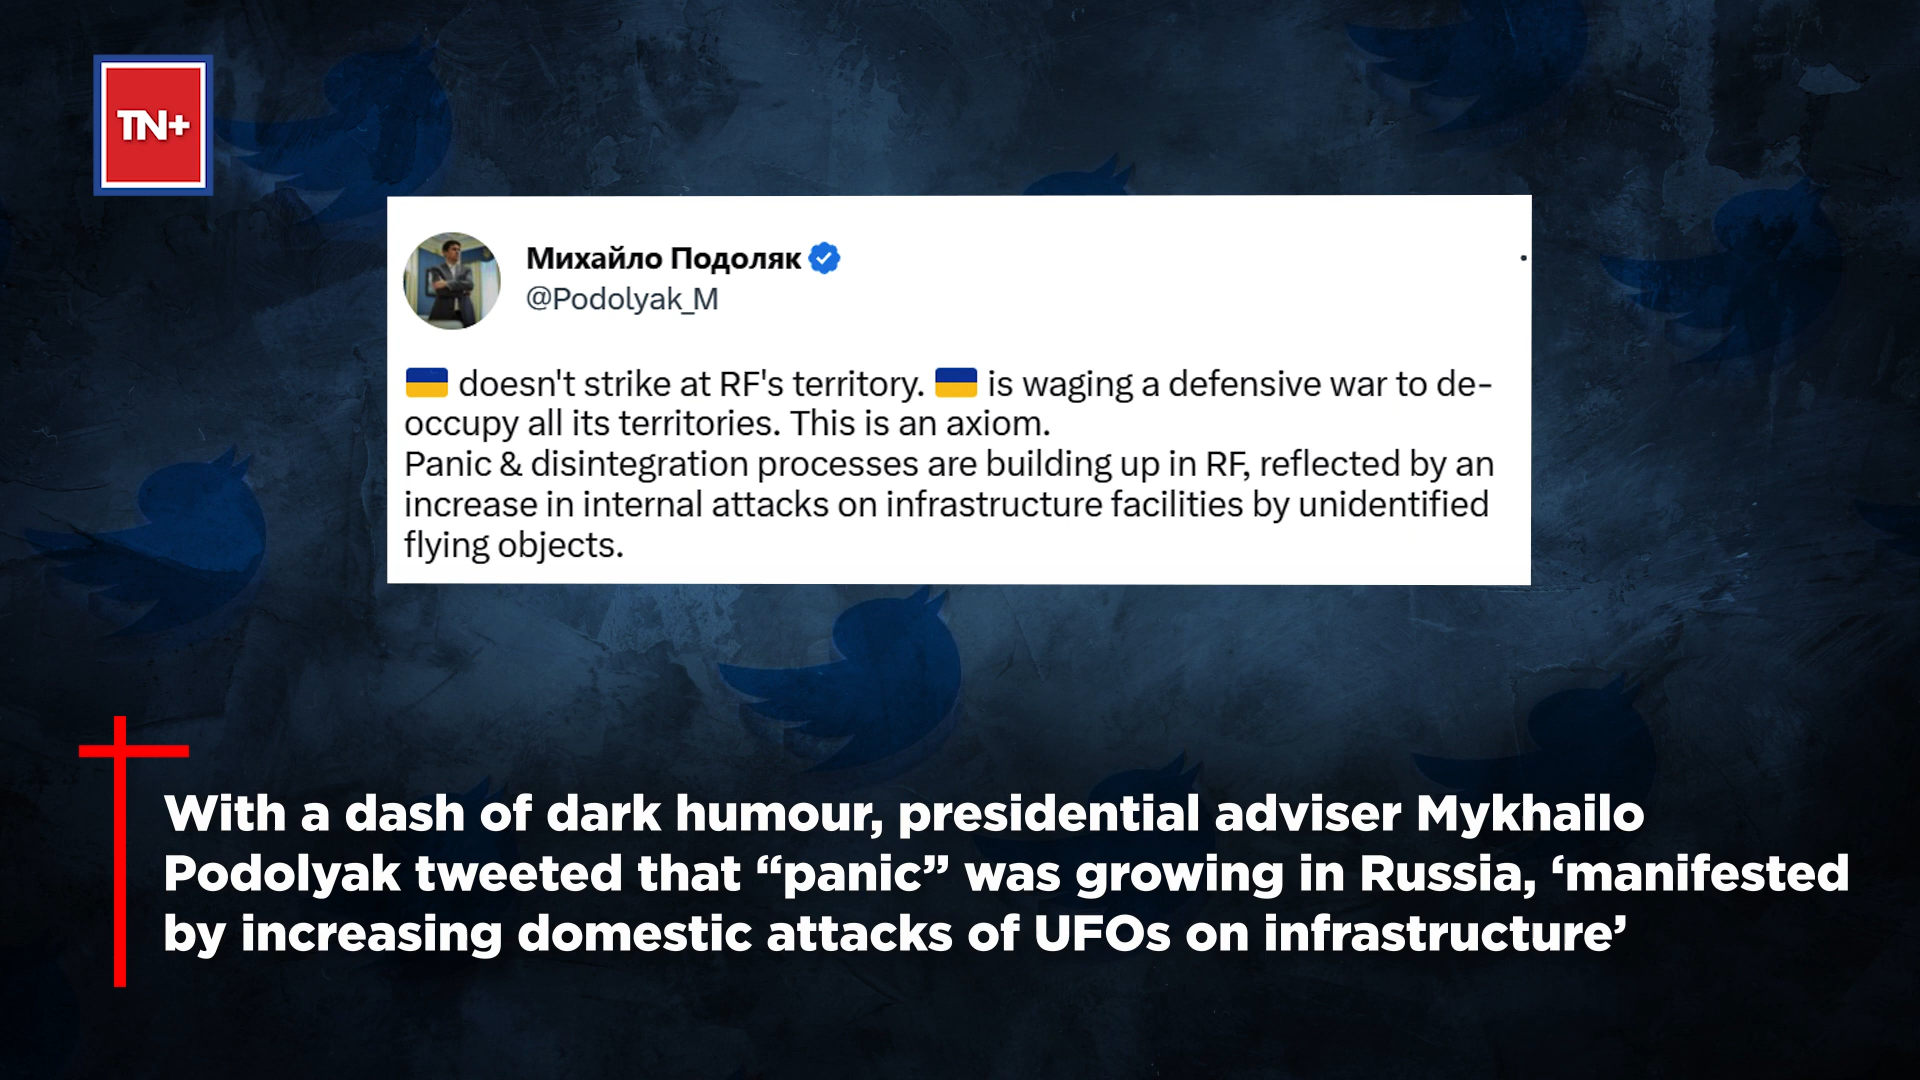 TN+
Михайло Подоляк
@Podolyak_M
🇺🇦 doesn't strike at RF's territory. 🇺🇦 is waging a defensive war to de-
occupy all its territories. This is an axiom.
Panic & disintegration processes are building up in RF, reflected by an
increase in internal attacks on infrastructure facilities by unidentified
flying objects.
With a dash of dark humour, presidential adviser Mykhailo
Podolyak tweeted that “panic” was growing in Russia, ‘manifested
by increasing domestic attacks of UFOs on infrastructure’